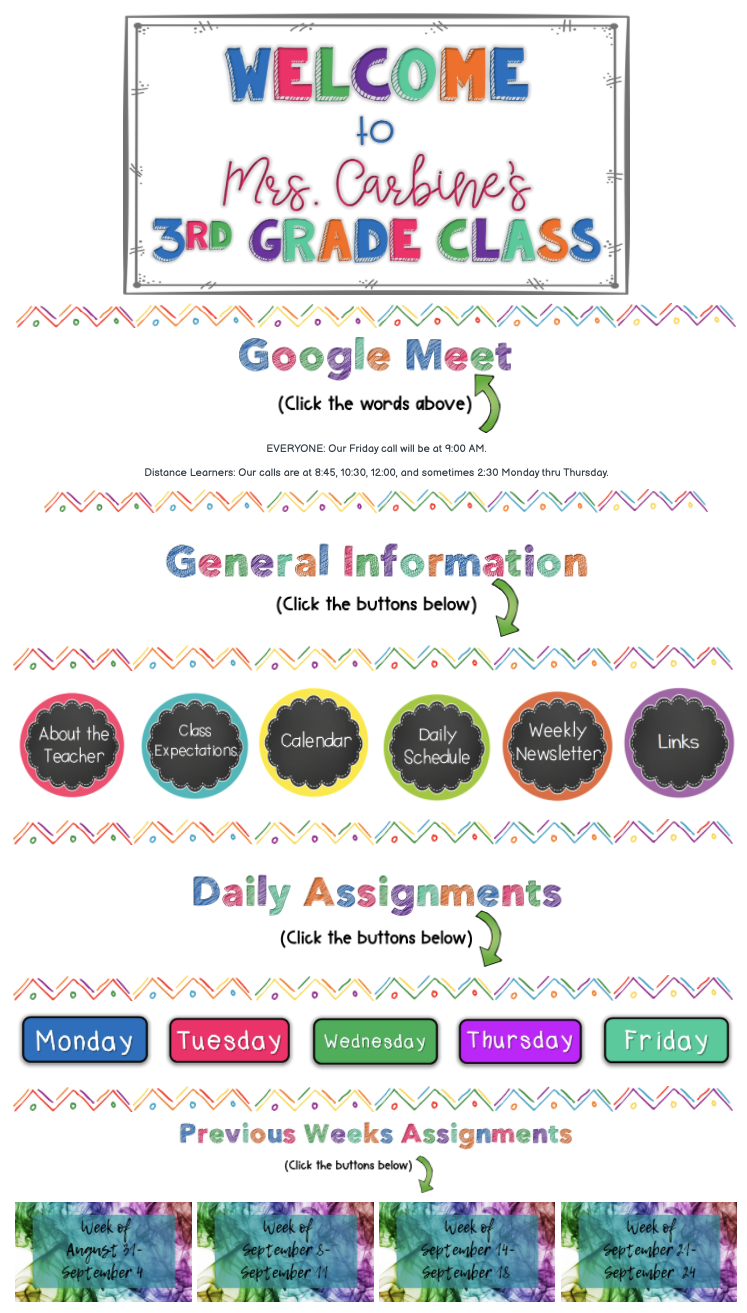 WELCOME
to
Mrs. Carbine's
3RD GRADE CLASS
Google Meet
(Click the words above)
EVERYONE: Our Friday call will be at 9:00 AM.
Distance Learners: Our calls are at 8:45, 10:30, 12:00, and sometimes 2:30 Monday thru Thursday.
General Information
(Click the buttons below)
About the
Teacher
Class
Expectations
Calendar
Daily
Schedule
Weekly
Newsletter
Links
Daily Assignments
(Click the buttons below)
Monday
Tuesday
Wednesday
Thursday
Friday
Previous Weeks Assignments
(Click the buttons below)
Week of
August 31-
September 4
Week of
September 8-
September 11
Week of
September 14-
September 18
Week of
September 21-
September 24